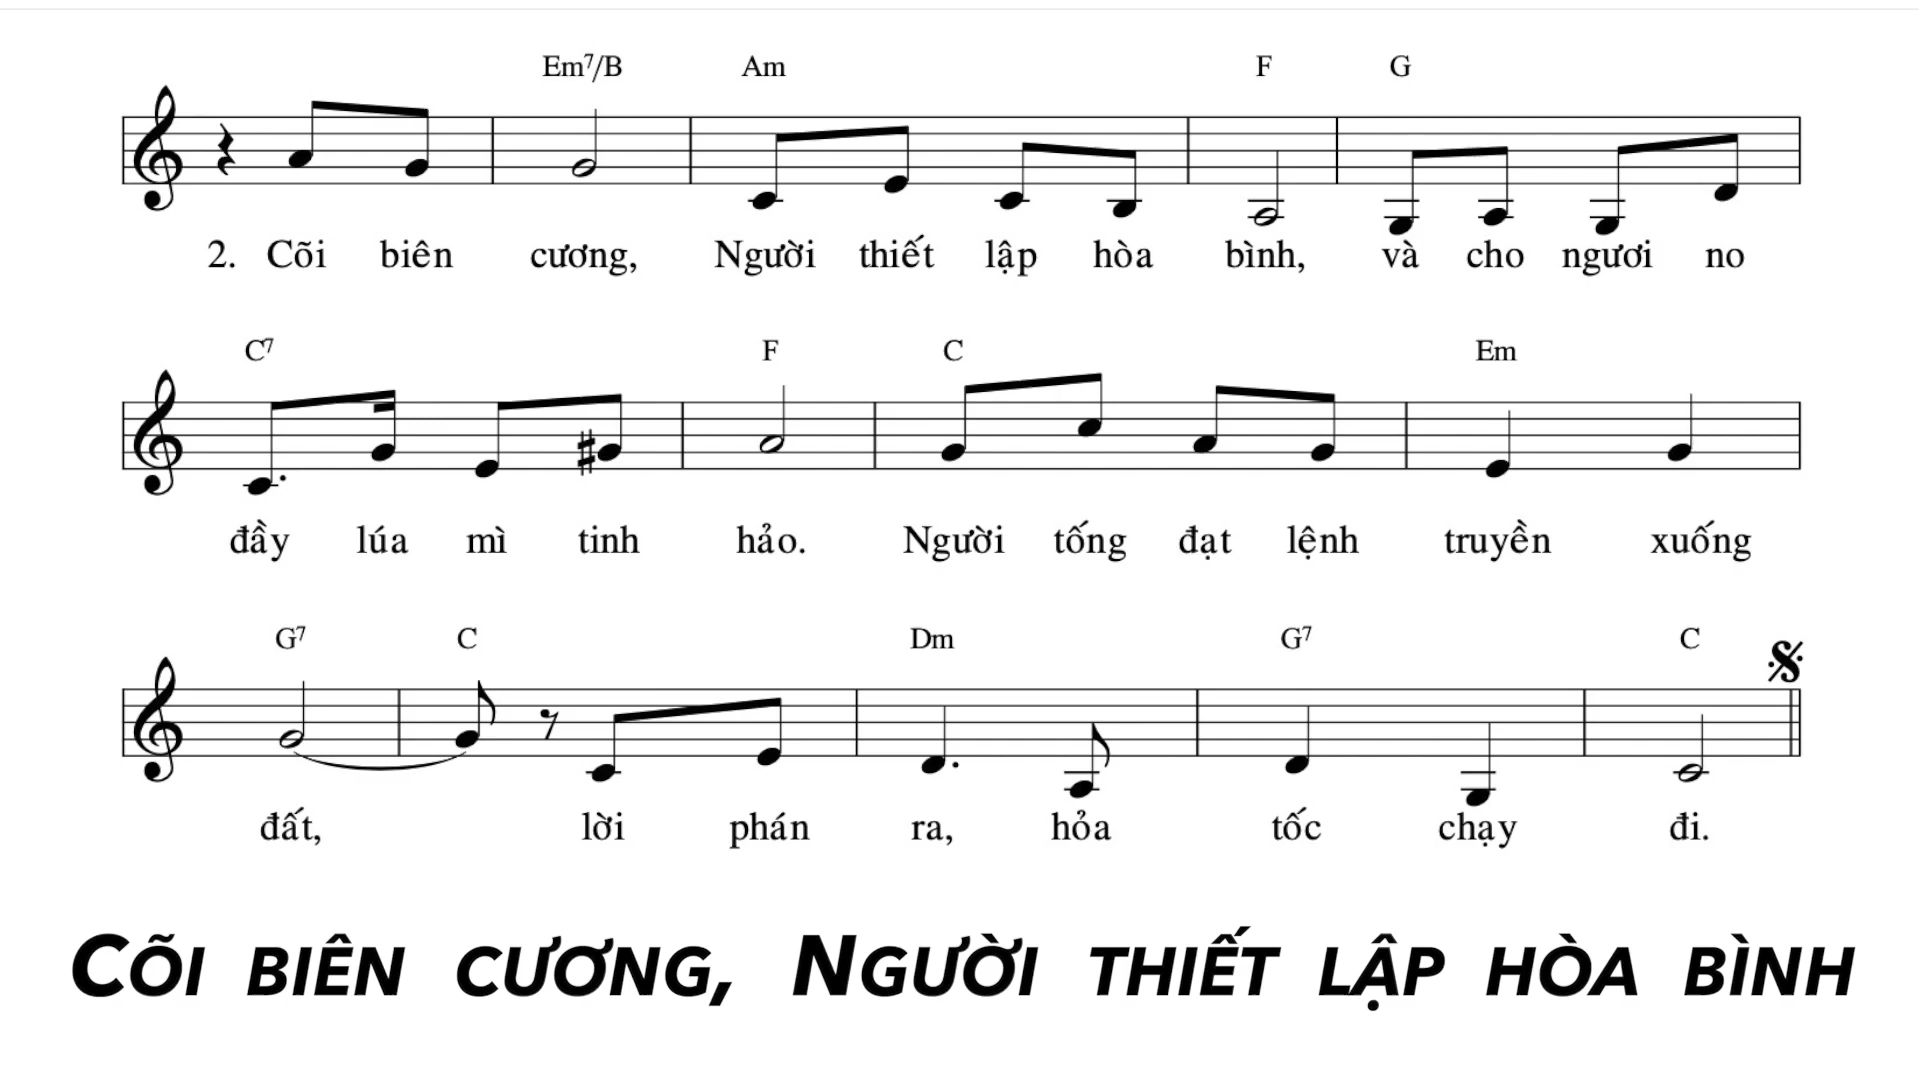 Em7/B Am F G
2. Cõi biên cương, Người thiết lập hòa bình, và cho ngươi no
C7 F C Em
đầy lúa mì tinh hảo. Người tống đạt lệnh truyền xuống
G7 C Dm G7 C
đất, lời phán ra, hỏa tốc chạy đi.
CÕI BIÊN CƯƠNG, NGƯỜI THIẾT LẬP HÒA BÌNH